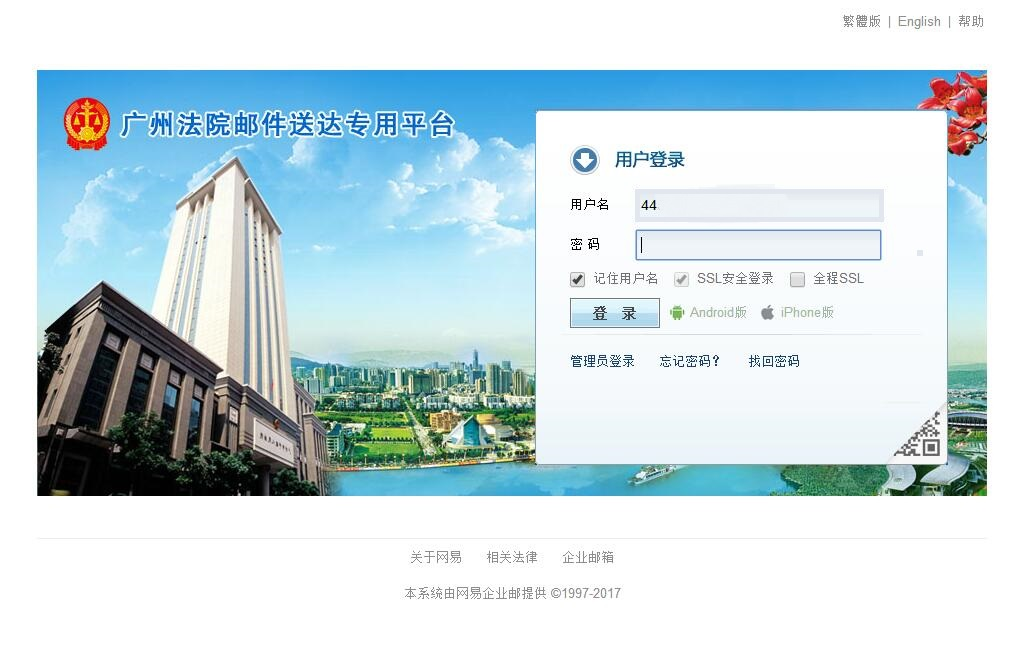 繁體版 | English | 帮助
广州法院邮件送达专用平台
用户登录
用户名 44
密 码
记住用户名 SSL安全登录 全程SSL
登 录 Android版 iPhone版
管理员登录 忘记密码? 找回密码
关于网易 相关法律 企业邮箱
本系统由网易企业邮提供 ©1997-2017